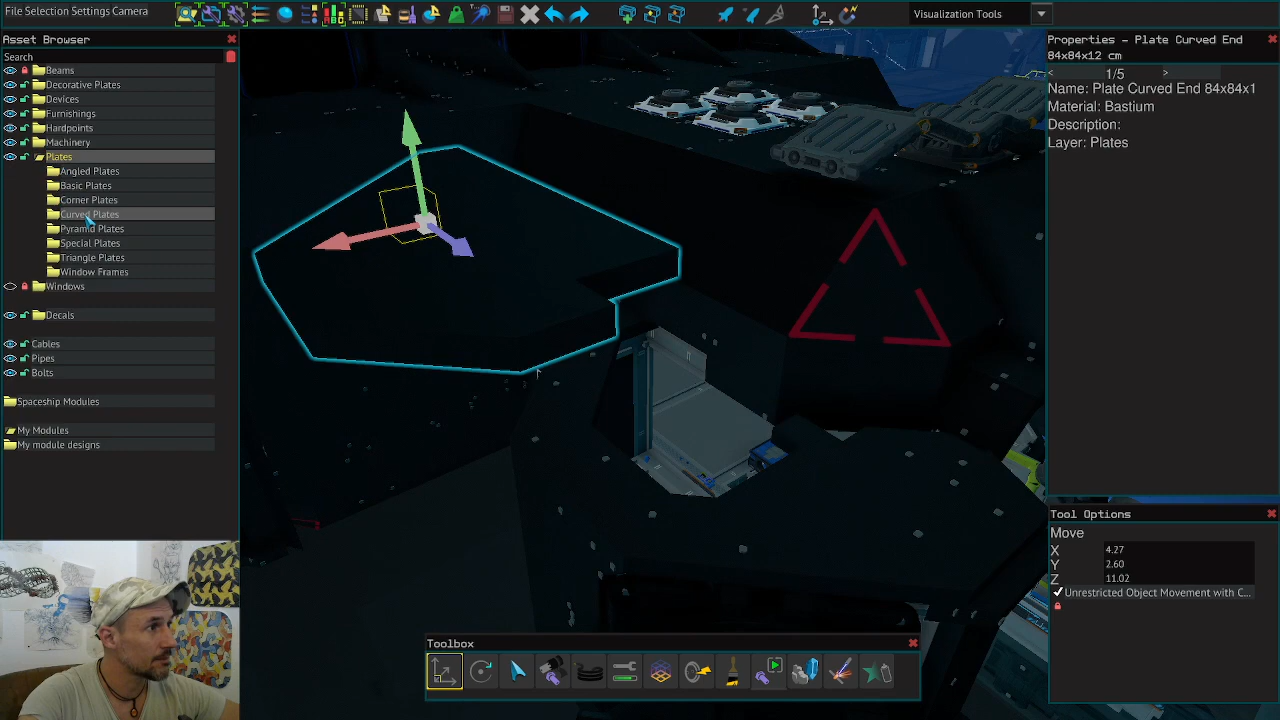 File Selection Settings Camera
Visualization Tools
Asset Browser
Search
Beams
Decorative Plates
Devices
Furnishings
Hardpoints
Machinery
Plates
Angled Plates
Basic Plates
Corner Plates
Curved Plates
Pyramid Plates
Special Plates
Triangle Plates
Window Frames
Windows
Decals
Cables
Pipes
Bolts
Spaceship Modules
My Modules
My module designs
Properties - Plate Curved End
84x84x12 cm
< 1/5 >
Name: Plate Curved End 84x84x1
Material: Bastium
Description:
Layer: Plates
Tool Options
Move
X 4.27
Y 2.60
Z 11.02
Unrestricted Object Movement with C...
Toolbox